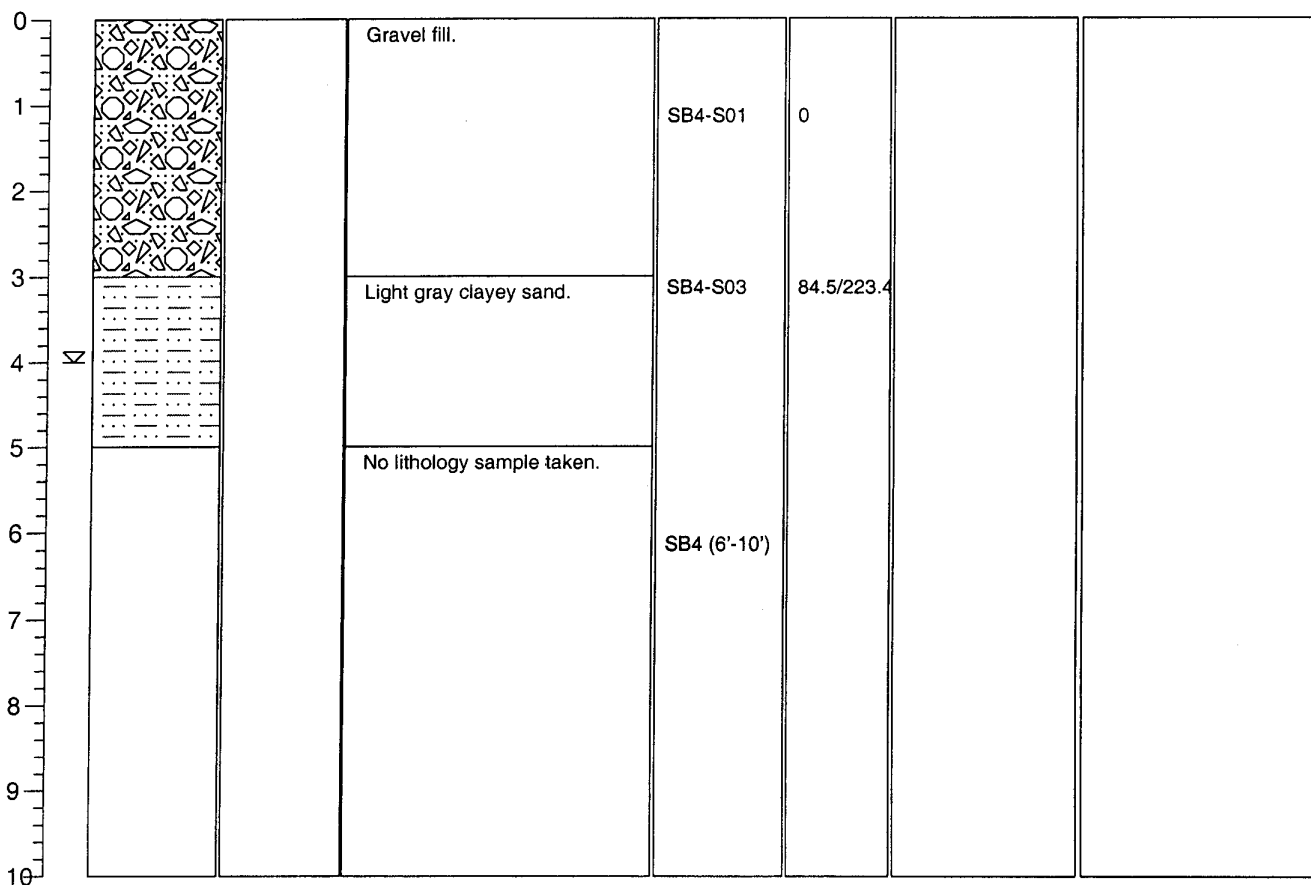 0
Gravel fill.
1
SB4-S01
0
2
3
Light gray clayey sand.
SB4-S03
84.5/223.4
4
5
No lithology sample taken.
6
SB4 (6'-10')
7
8
9
10